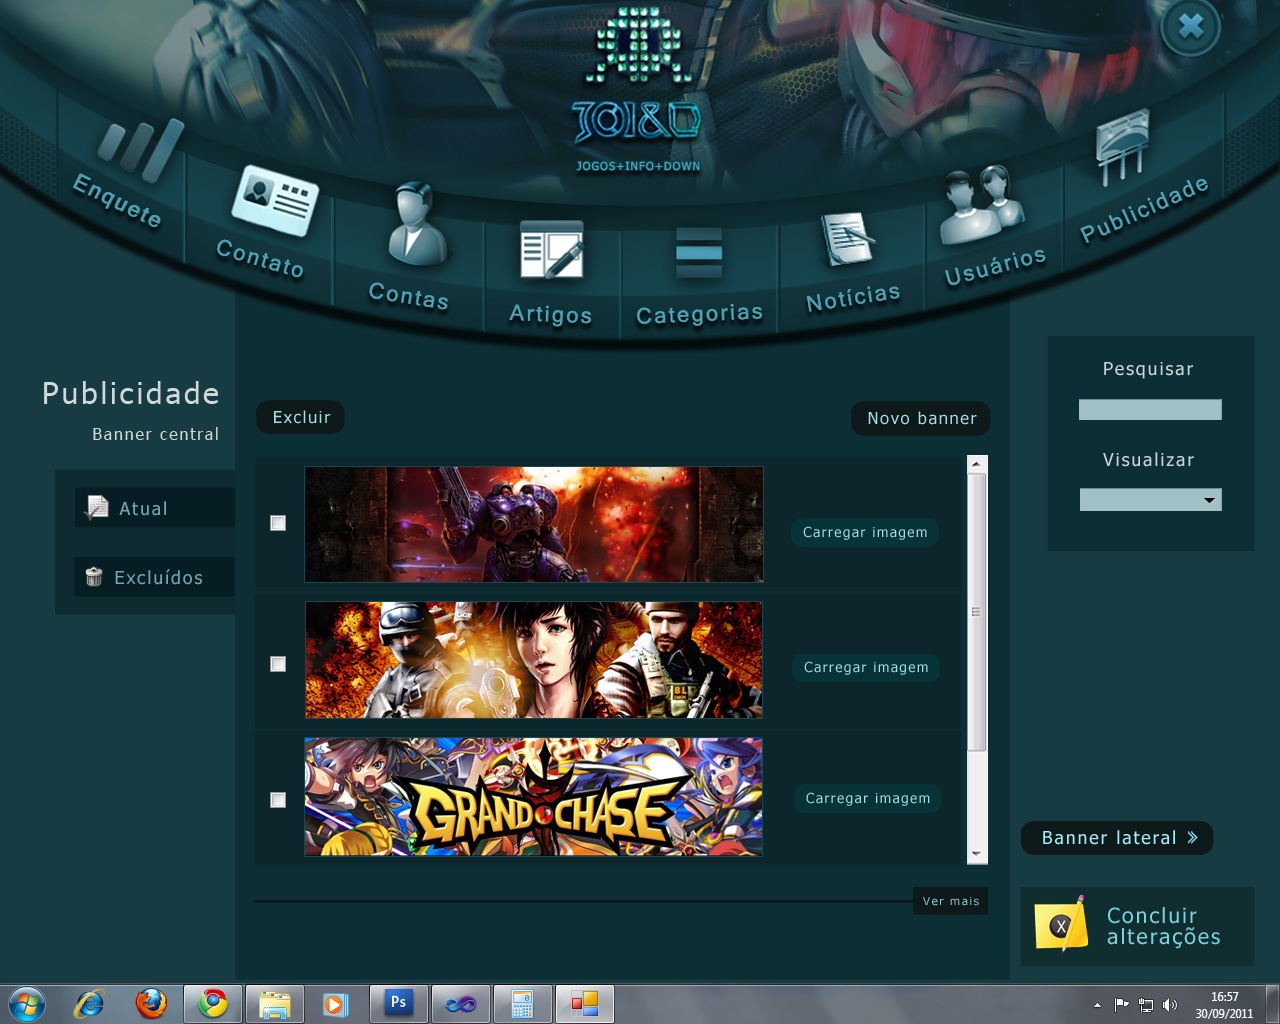 JOI&D
JOGOS+INFO+DOWN
Enquete
Contato
Contas
Artigos
Categorias
Notícias
Usuários
Publicidade
Publicidade
Banner central
Atual
Excluídos
Excluir
Novo banner
Carregar imagem
BL
Carregar imagem
GRAND CHASE
Carregar imagem
Ver mais
Pesquisar
Visualizar
Banner lateral »
X
Concluir
alterações
Ps
16:57
30/09/2011